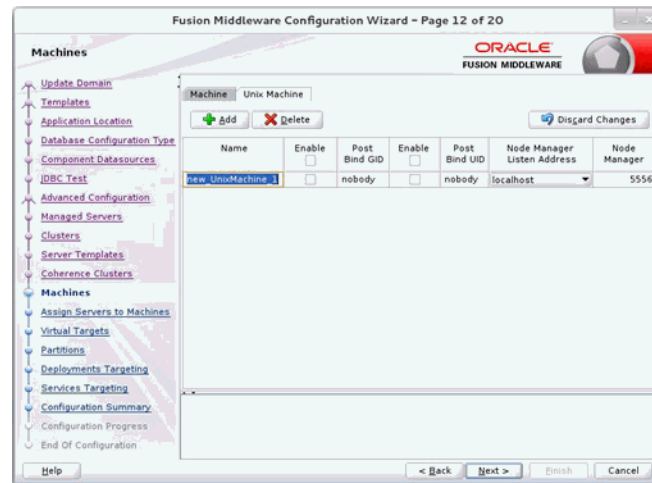 Fusion Middleware Configuration Wizard - Page 12 of 20
Machines
ORACLE
FUSION MIDDLEWARE
Update Domain
Templates
Application Location
Database Configuration Type
Component Datasources
JDBC Test
Advanced Configuration
Managed Servers
Clusters
Server Templates
Coherence Clusters
Machines
Assign Servers to Machines
Virtual Targets
Partitions
Deployments Targeting
Services Targeting
Configuration Summary
Configuration Progress
End Of Configuration
Machine Unix Machine
Add Delete Discard Changes
Name Enable Post Bind GID Enable Post Bind UID Node Manager Listen Address Node Manager
new_UnixMachine_1 nobody nobody localhost 5556
Help < Back Next > Finish Cancel